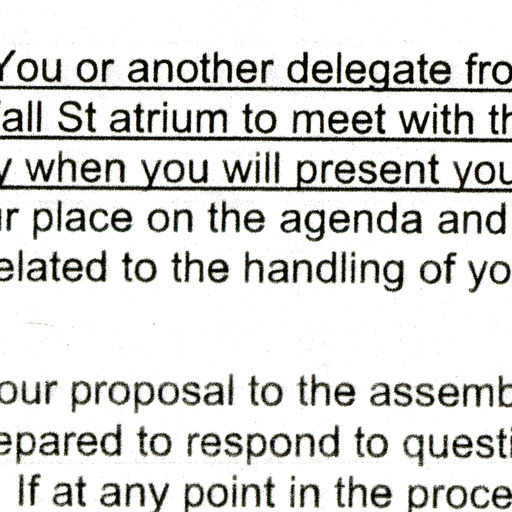 You or another delegate fro
all St atrium to meet with th
y when you will present you
ur place on the agenda and
elated to the handling of yo
our proposal to the assemb
epared to respond to questi
If at any point in the proce